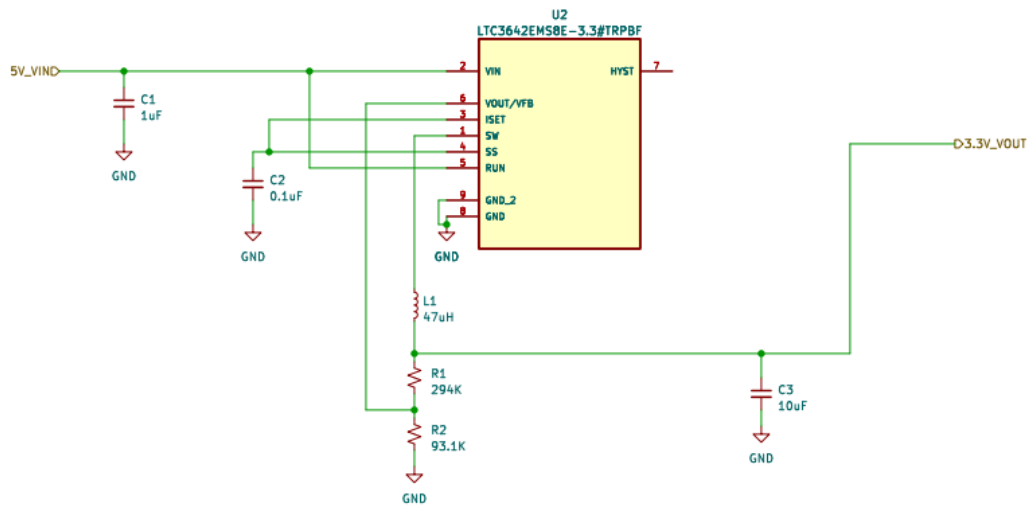 U2
LTC3642EMS8E-3.3#TRPBF
5V_VIN
2 VIN
HYST 7
6 VOUT/VFB
3 ISET
1 SW
4 SS
5 RUN
9 GND_2
8 GND
C1
1uF
GND
C2
0.1uF
GND
GND
3.3V_VOUT
L1
47uH
R1
294K
R2
93.1K
GND
C3
10uF
GND